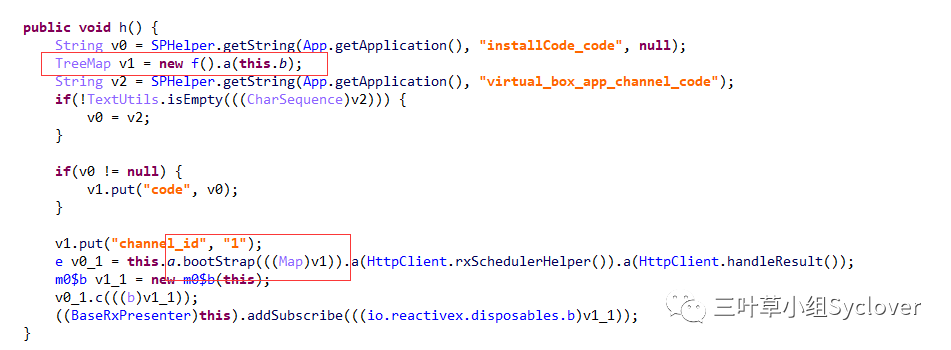 public void h() {
    String v0 = SPHelper.getString(App.getApplication(), "installCode_code", null);
    TreeMap v1 = new f().a(this.b);
    String v2 = SPHelper.getString(App.getApplication(), "virtual_box_app_channel_code");
    if(!TextUtils.isEmpty(((CharSequence)v2))) {
        v0 = v2;
    }

    if(v0 != null) {
        v1.put("code", v0);
    }

    v1.put("channel_id", "1");
    e v0_1 = this.a.bootStrap(((Map)v1)).a(HttpClient.rxSchedulerHelper()).a(HttpClient.handleResult());
    m0$b v1_1 = new m0$b(this);
    v0_1.c(((b)v1_1));
    ((BaseRxPresenter)this).addSubscribe(((io.reactivex.disposables.b)v1_1));
}
三叶草小组Syclover